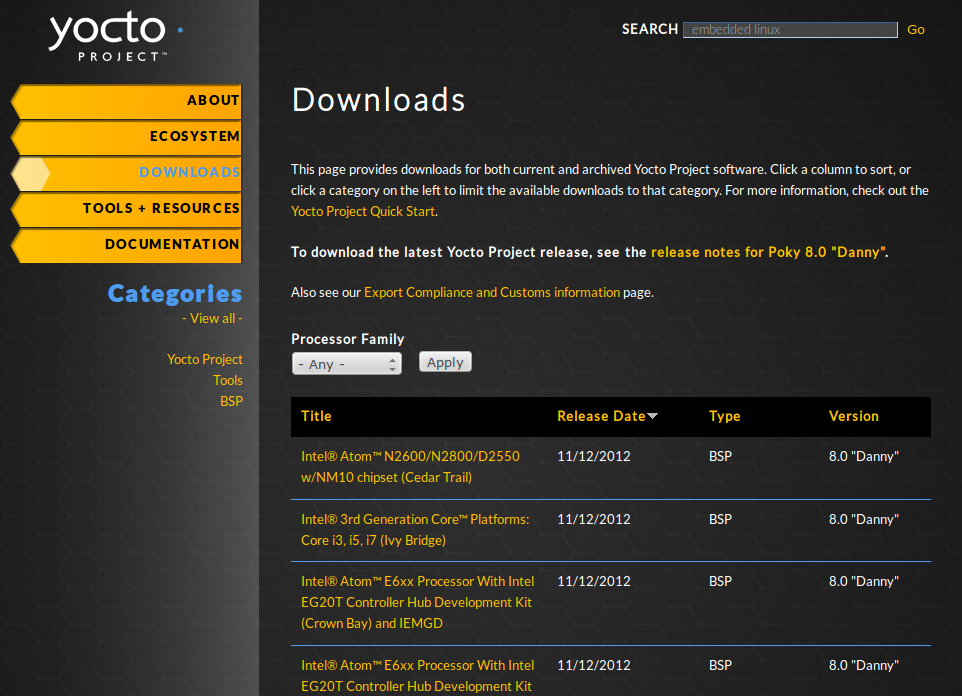 yocto
PROJECT™
SEARCH embedded linux Go
ABOUT
ECOSYSTEM
DOWNLOADS
TOOLS + RESOURCES
DOCUMENTATION
Categories
- View all -
Yocto Project
Tools
BSP
Downloads
This page provides downloads for both current and archived Yocto Project software. Click a column to sort, or
click a category on the left to limit the available downloads to that category. For more information, check out the
Yocto Project Quick Start.
To download the latest Yocto Project release, see the release notes for Poky 8.0 "Danny".
Also see our Export Compliance and Customs information page.
Processor Family
- Any - Apply
Title Release Date Type Version
Intel® Atom™ N2600/N2800/D2550 11/12/2012 BSP 8.0 "Danny"
w/NM10 chipset (Cedar Trail)
Intel® 3rd Generation Core™ Platforms: 11/12/2012 BSP 8.0 "Danny"
Core i3, i5, i7 (Ivy Bridge)
Intel® Atom™ E6xx Processor With Intel 11/12/2012 BSP 8.0 "Danny"
EG20T Controller Hub Development Kit
(Crown Bay) and IEMGD
Intel® Atom™ E6xx Processor With Intel 11/12/2012 BSP 8.0 "Danny"
EG20T Controller Hub Development Kit